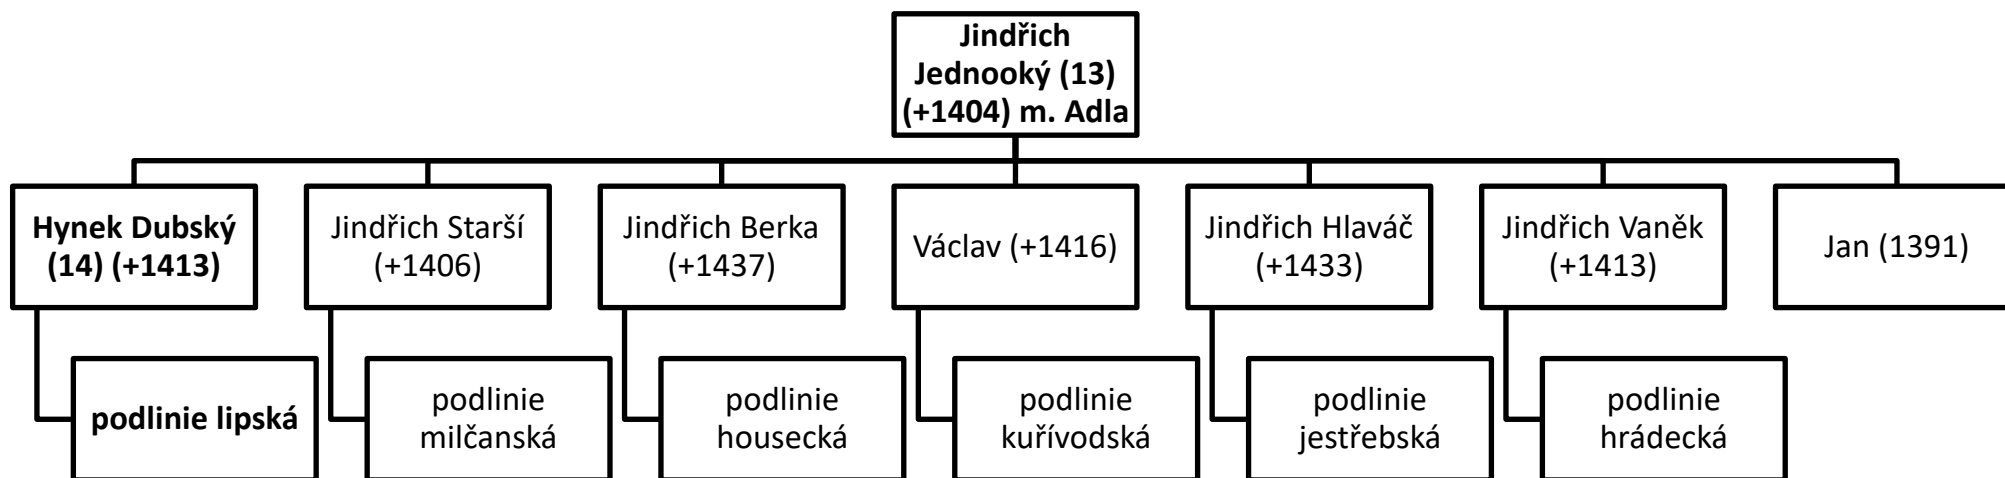 Jindřich
Jednooký (13)
(+1404) m. Adla
Hynek Dubský
(14) (+1413)
Jindřich Starší
(+1406)
Jindřich Berka
(+1437)
Václav (+1416)
Jindřich Hlaváč
(+1433)
Jindřich Vaněk
(+1413)
Jan (1391)
podlinie lipská
podlinie
milčanská
podlinie
housecká
podlinie
kuřívodská
podlinie
jestřebská
podlinie
hrádecká